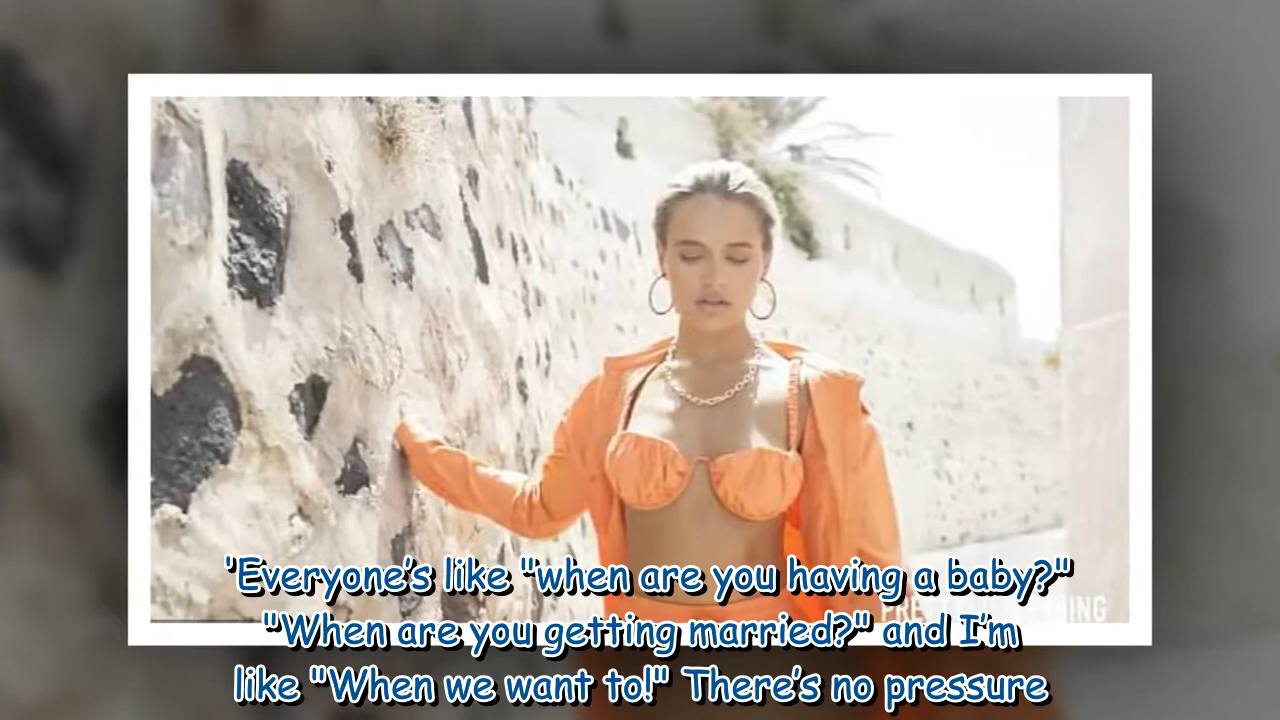 'Everyone's like "when are you having a baby?"
"When are you getting married?" and I'm
like "When we want to!" There's no pressure